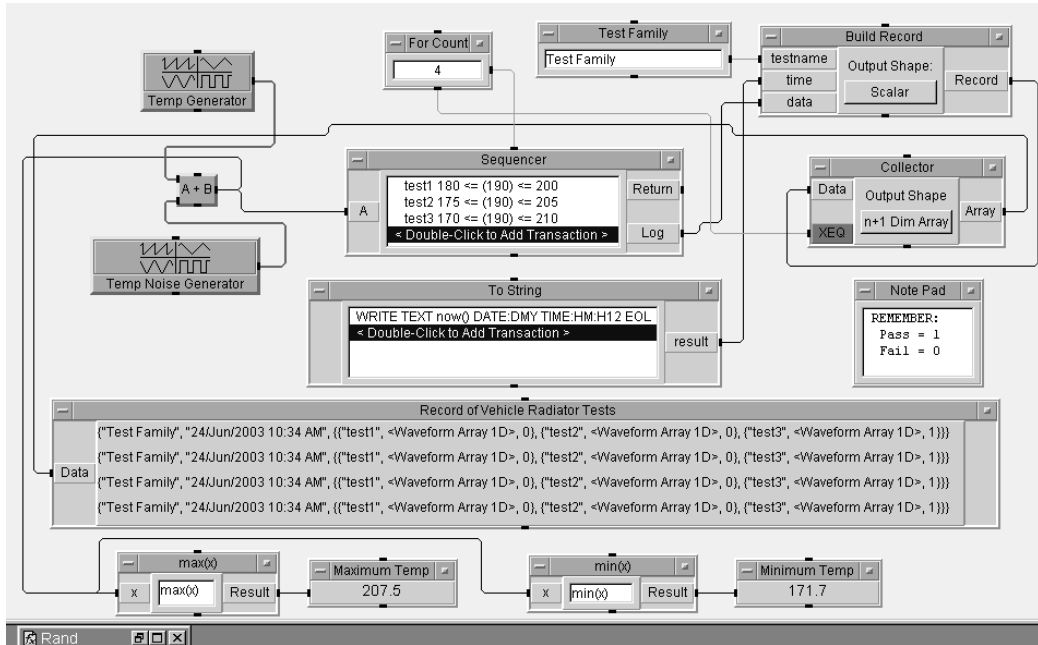 For Count
4
Test Family
Test Family
Build Record
testname
time
data
Output Shape:
Scalar
Record
Temp Generator
A + B
Temp Noise Generator
Sequencer
A
test1 180 <= (190) <= 200
test2 175 <= (190) <= 205
test3 170 <= (190) <= 210
< Double-Click to Add Transaction >
Return
Log
Collector
Data
XEQ
Output Shape
n+1 Dim Array
Array
To String
WRITE TEXT now() DATE:DMY TIME:HM:H12 EOL
< Double-Click to Add Transaction >
result
Note Pad
REMEMBER:
Pass = 1
Fail = 0
Record of Vehicle Radiator Tests
Data
{"Test Family", "24/Jun/2003 10:34 AM", {{"test1", <Waveform Array 1D>, 0}, {"test2", <Waveform Array 1D>, 0}, {"test3", <Waveform Array 1D>, 1}}}
{"Test Family", "24/Jun/2003 10:34 AM", {{"test1", <Waveform Array 1D>, 0}, {"test2", <Waveform Array 1D>, 0}, {"test3", <Waveform Array 1D>, 1}}}
{"Test Family", "24/Jun/2003 10:34 AM", {{"test1", <Waveform Array 1D>, 0}, {"test2", <Waveform Array 1D>, 0}, {"test3", <Waveform Array 1D>, 1}}}
{"Test Family", "24/Jun/2003 10:34 AM", {{"test1", <Waveform Array 1D>, 0}, {"test2", <Waveform Array 1D>, 0}, {"test3", <Waveform Array 1D>, 1}}}
max(x)
x
max(x)
Result
Maximum Temp
207.5
min(x)
x
min(x)
Result
Minimum Temp
171.7
Rand